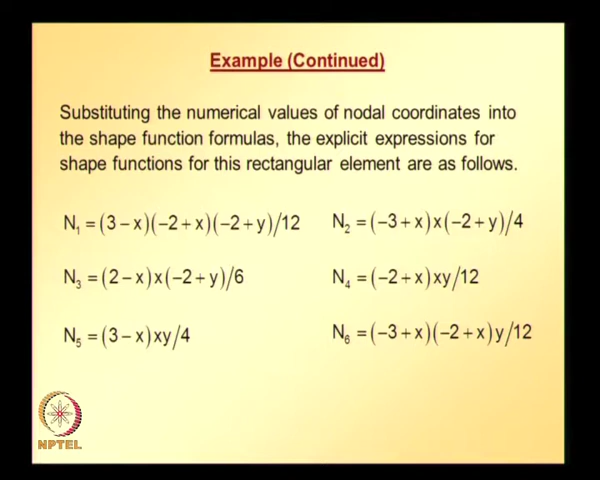 Example (Continued)
Substituting the numerical values of nodal coordinates into
the shape function formulas, the explicit expressions for
shape functions for this rectangular element are as follows.
N₁ = (3 − x)(−2 + x)(−2 + y)/12 N₂ = (−3 + x)x(−2 + y)/4
N₃ = (2 − x)x(−2 + y)/6 N₄ = (−2 + x)xy/12
N₅ = (3 − x)xy/4 N₆ = (−3 + x)(−2 + x)y/12
NPTEL